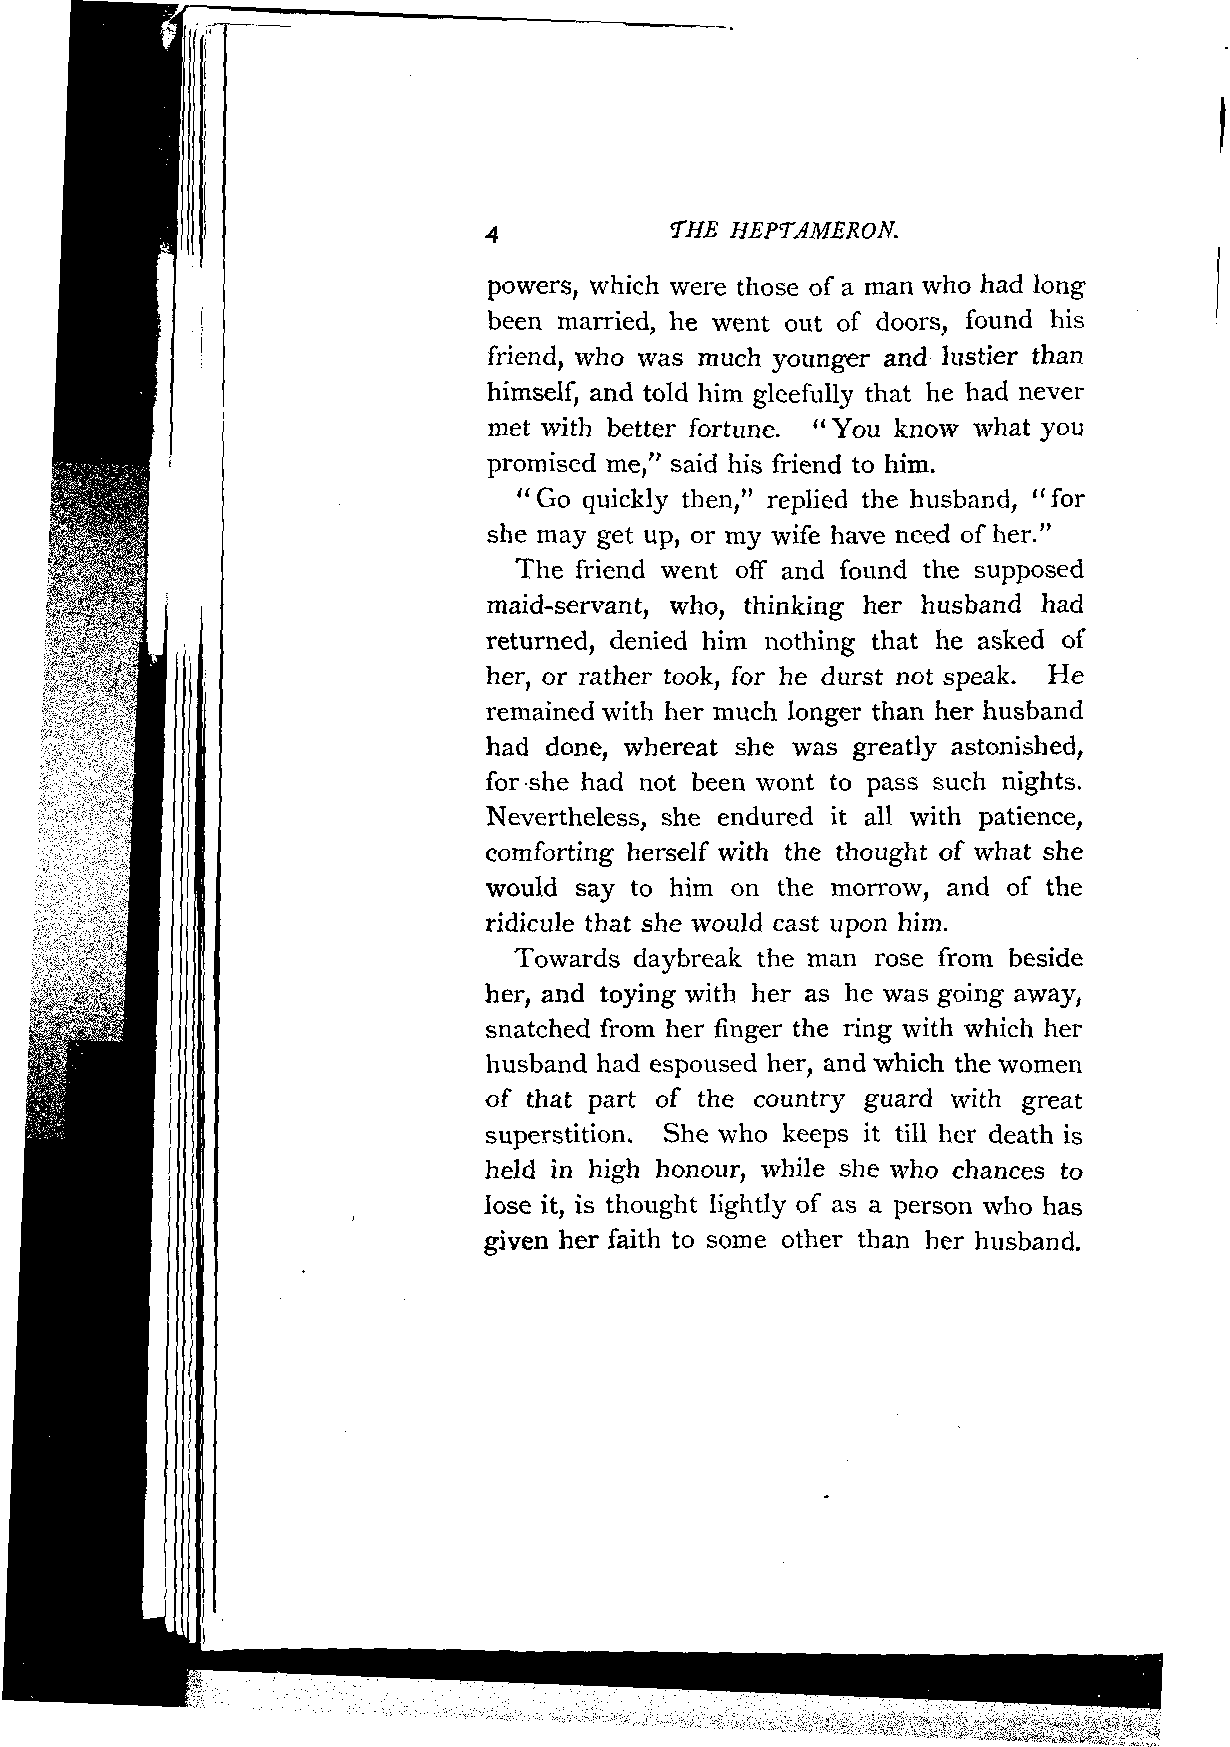 4 THE HEPTAMERON.
powers, which were those of a man who had long
been married, he went out of doors, found his
friend, who was much younger and lustier than
himself, and told him gleefully that he had never
met with better fortune. "You know what you
promised me," said his friend to him.
"Go quickly then," replied the husband, "for
she may get up, or my wife have need of her."
The friend went off and found the supposed
maid-servant, who, thinking her husband had
returned, denied him nothing that he asked of
her, or rather took, for he durst not speak. He
remained with her much longer than her husband
had done, whereat she was greatly astonished,
for she had not been wont to pass such nights.
Nevertheless, she endured it all with patience,
comforting herself with the thought of what she
would say to him on the morrow, and of the
ridicule that she would cast upon him.
Towards daybreak the man rose from beside
her, and toying with her as he was going away,
snatched from her finger the ring with which her
husband had espoused her, and which the women
of that part of the country guard with great
superstition. She who keeps it till her death is
held in high honour, while she who chances to
lose it, is thought lightly of as a person who has
given her faith to some other than her husband.